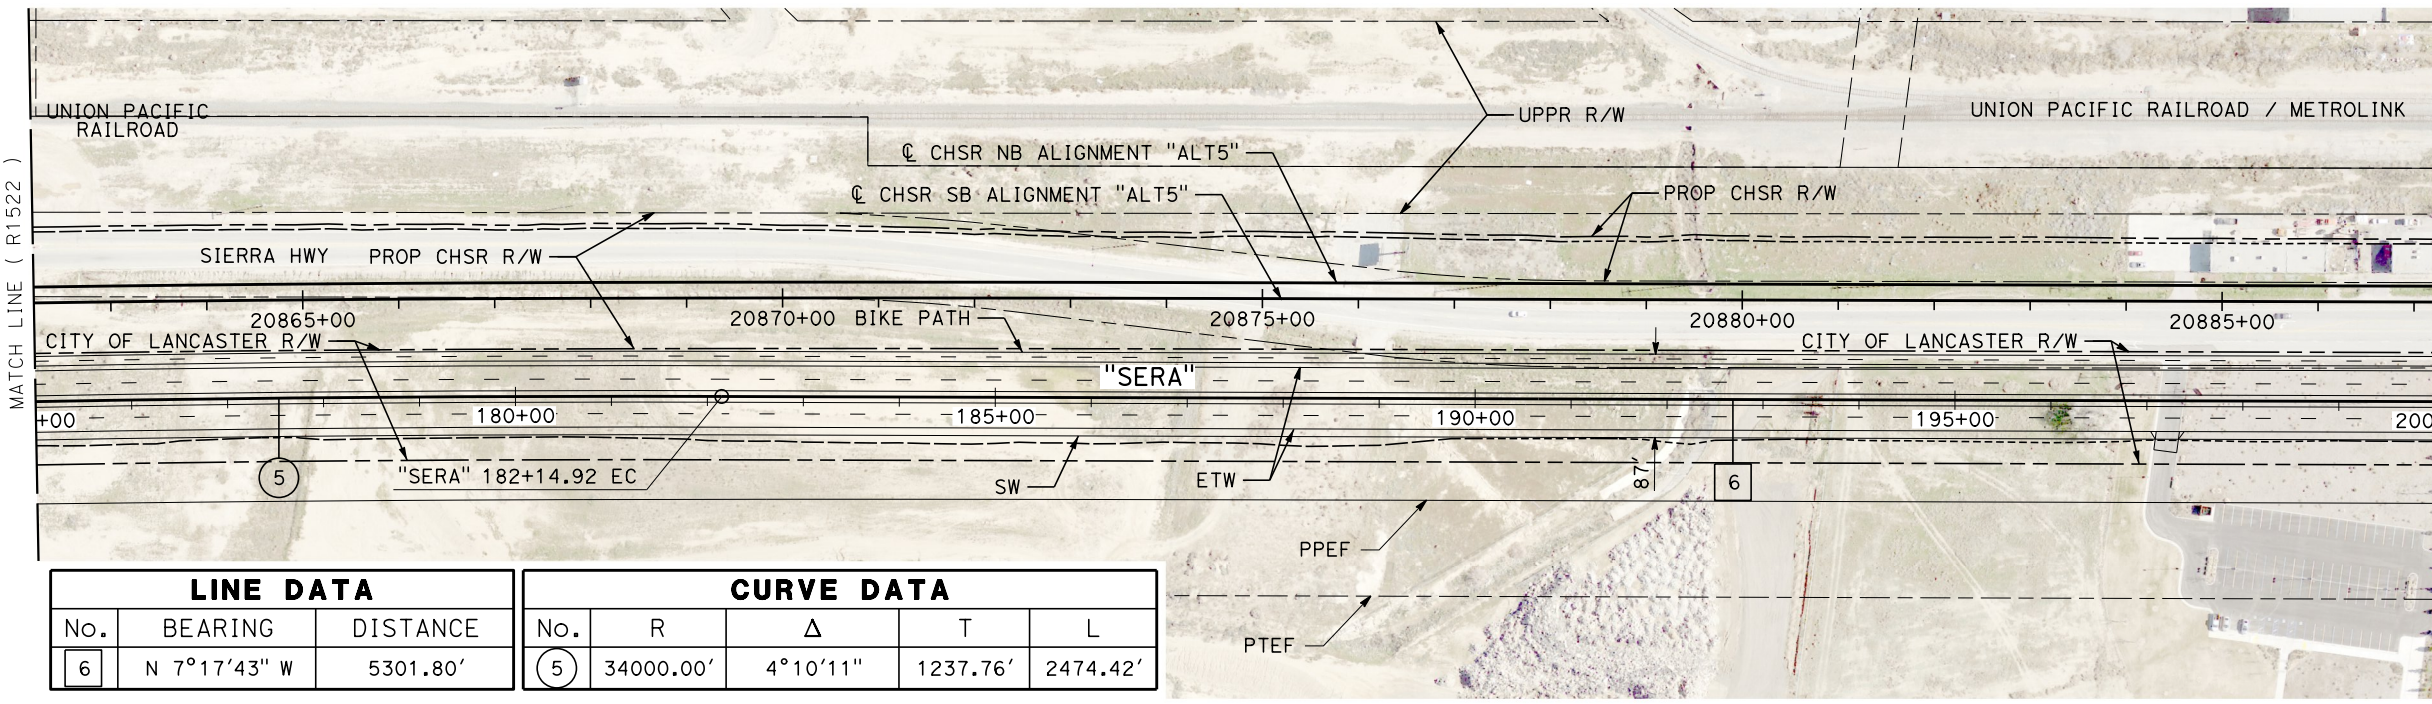 MATCH LINE ( R1522 )
UNION PACIFIC
RAILROAD
UPPR R/W
UNION PACIFIC RAILROAD / METROLINK
℄ CHSR NB ALIGNMENT "ALT5"
℄ CHSR SB ALIGNMENT "ALT5"
PROP CHSR R/W
SIERRA HWY
PROP CHSR R/W
20865+00
20870+00
BIKE PATH
20875+00
20880+00
20885+00
CITY OF LANCASTER R/W
CITY OF LANCASTER R/W
"SERA"
+00
180+00
185+00
190+00
195+00
200
5
"SERA" 182+14.92 EC
SW
ETW
87'
6
PPEF
PTEF
LINE DATA
No. BEARING DISTANCE
6 N 7°17'43" W 5301.80'
CURVE DATA
No. R Δ T L
5 34000.00' 4°10'11" 1237.76' 2474.42'